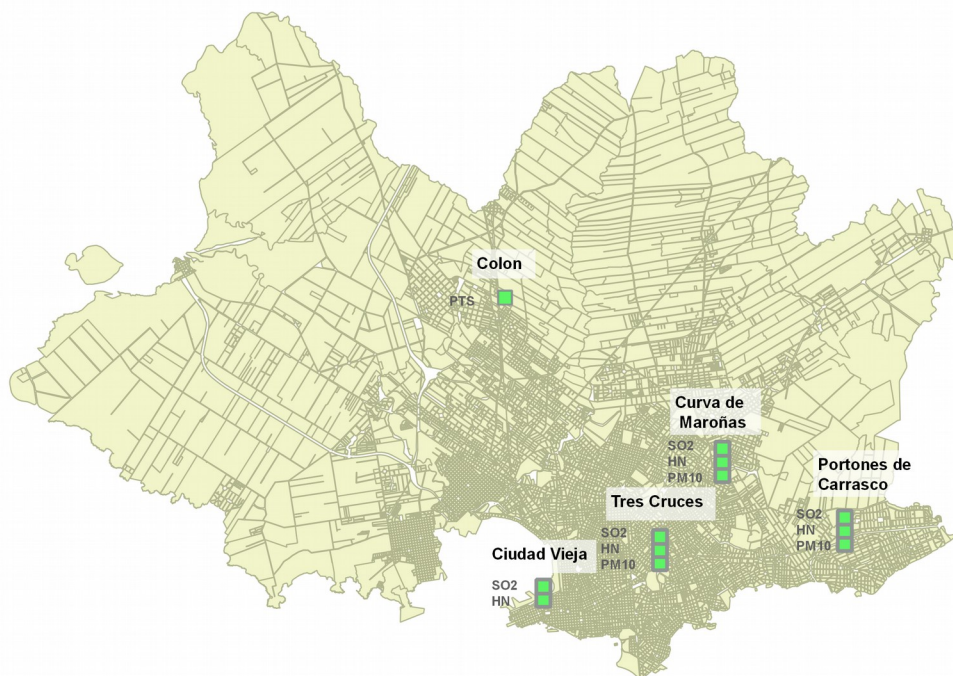 Colon
PTS
Curva de
Maroñas
SO2
HN
PM10
Portones de
Carrasco
SO2
HN
PM10
Tres Cruces
SO2
HN
PM10
Ciudad Vieja
SO2
HN